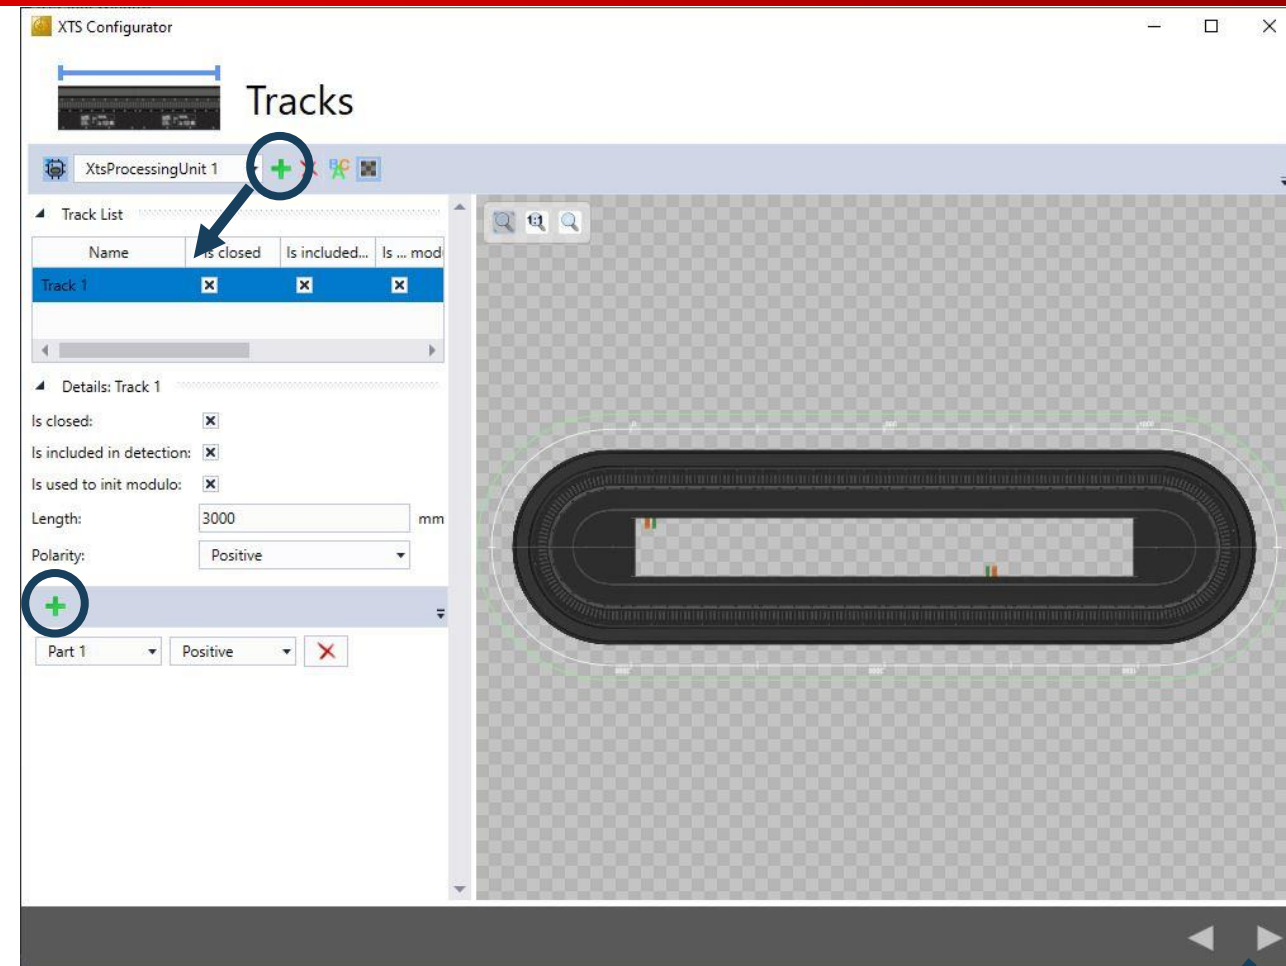 XTS Configurator
Tracks
XtsProcessingUnit 1
Track List
Name Is closed Is included... Is ... mod
Track 1
Details: Track 1
Is closed:
Is included in detection:
Is used to init modulo:
Length: 3000 mm
Polarity: Positive
Part 1 Positive
1:1